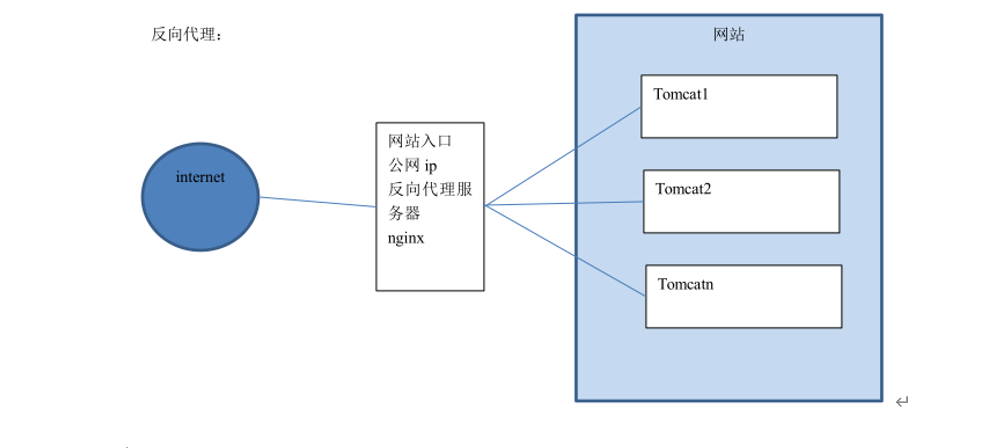 反向代理：
网站
Tomcat1
网站入口
公网 ip
反向代理服
务器
nginx
internet
Tomcat2
Tomcatn